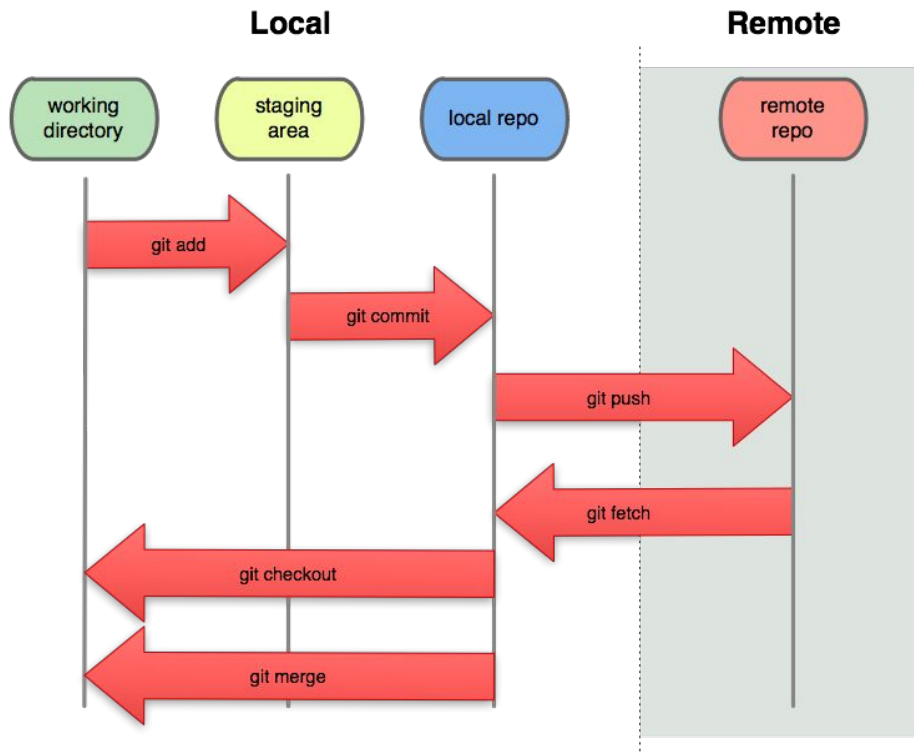 Local
Remote
working
directory
staging
area
local repo
remote
repo
git add
git commit
git push
git fetch
git checkout
git merge